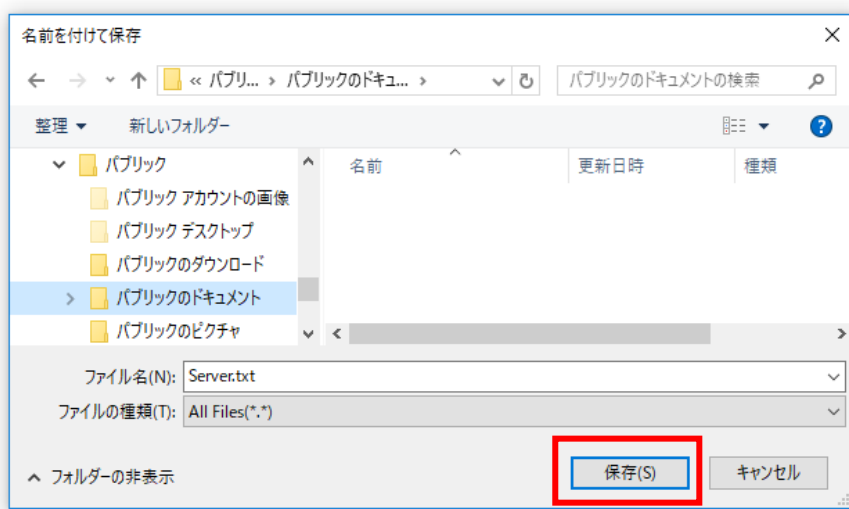 名前を付けて保存
« パブリ... › パブリックのドキュ... ›
パブリックのドキュメントの検索
整理 新しいフォルダー
?
パブリック
パブリック アカウントの画像
パブリック デスクトップ
パブリックのダウンロード
パブリックのドキュメント
パブリックのピクチャ
名前 更新日時 種類
ファイル名(N): Server.txt
ファイルの種類(T): All Files(*.*)
フォルダーの非表示
保存(S) キャンセル